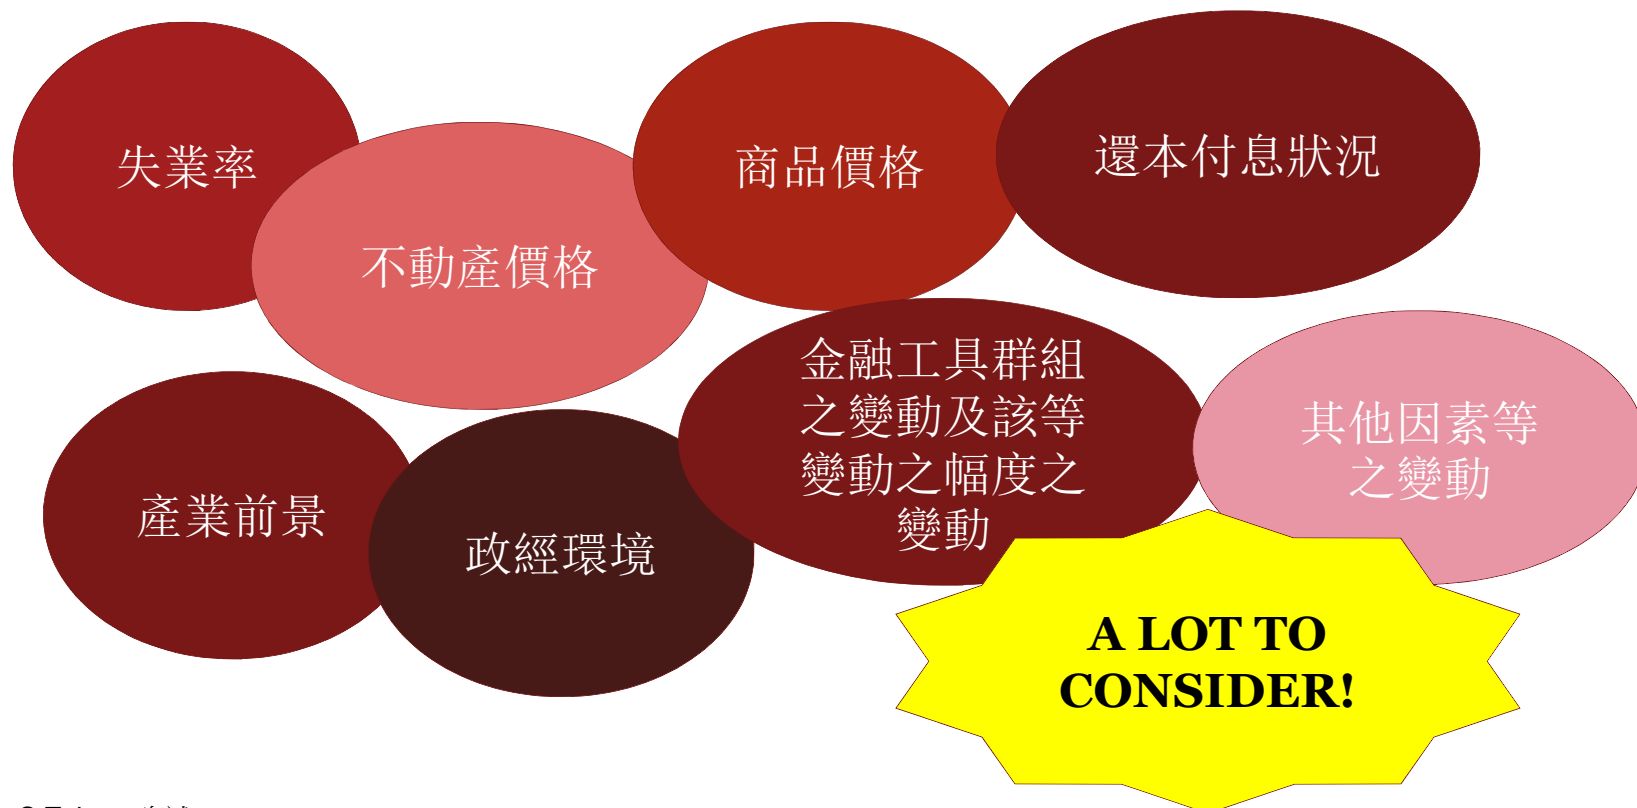 失業率
不動產價格
商品價格
還本付息狀況
產業前景
政經環境
金融工具群組
之變動及該等
變動之幅度之
變動
其他因素等
之變動
A LOT TO
CONSIDER!